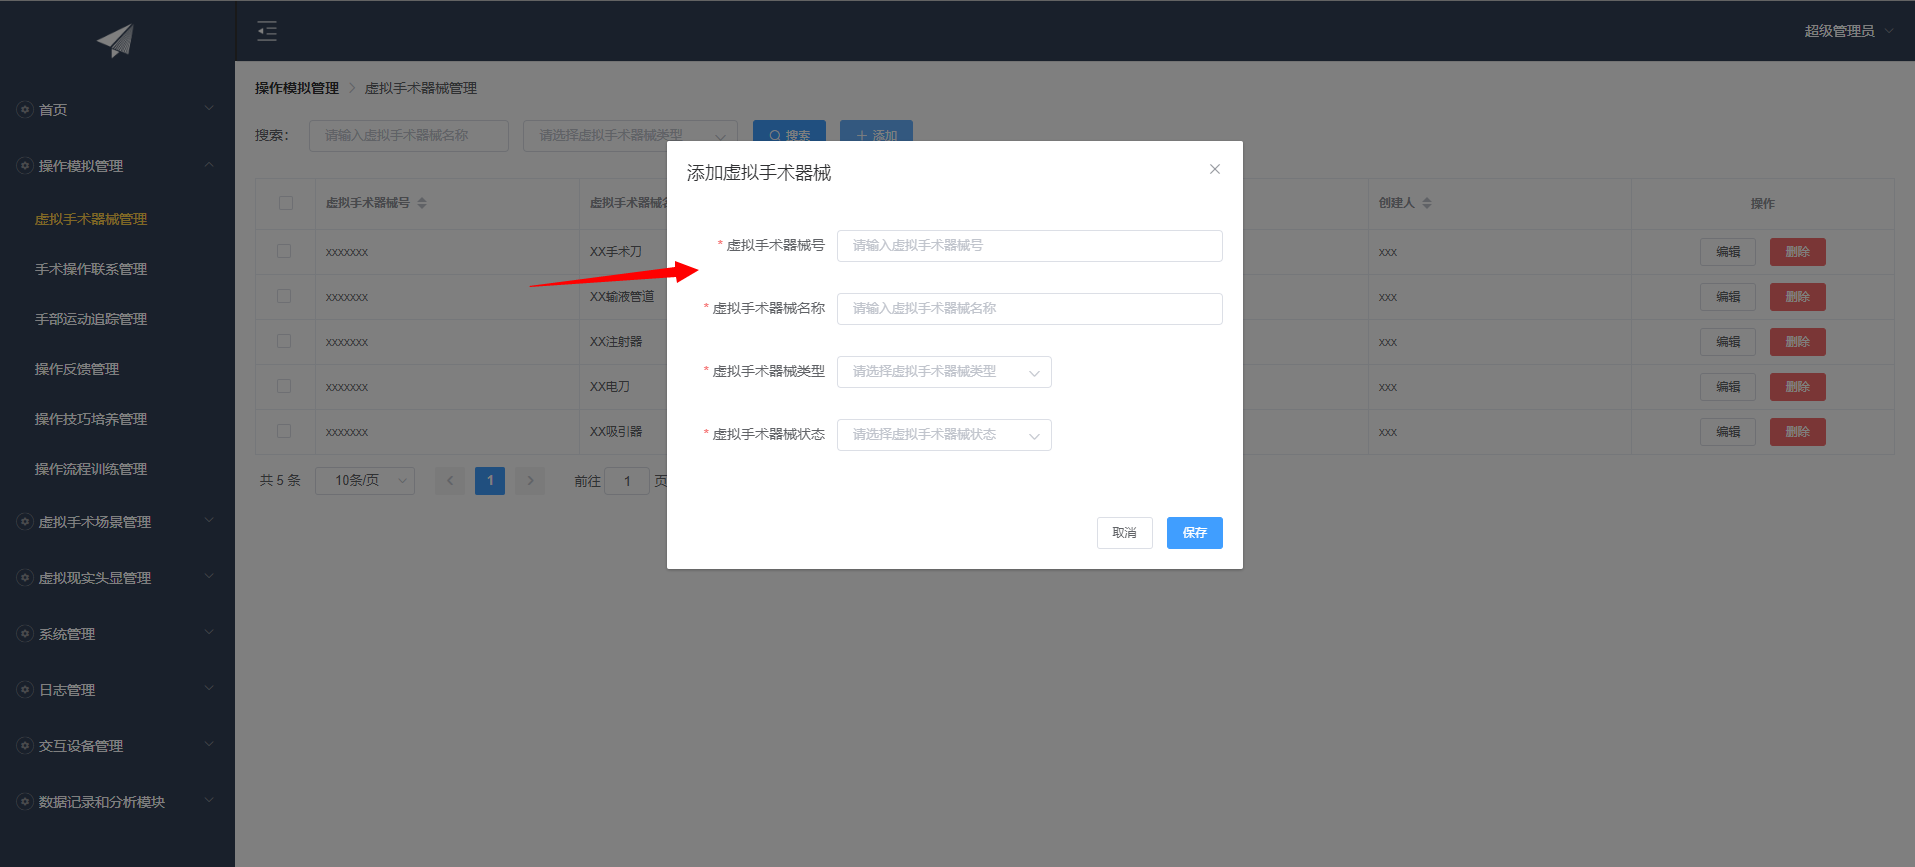 超级管理员
首页
操作模拟管理
虚拟手术器械管理
手术操作联系管理
手部运动追踪管理
操作反馈管理
操作技巧培养管理
操作流程训练管理
虚拟手术场景管理
虚拟现实头显管理
系统管理
日志管理
交互设备管理
数据记录和分析模块
操作模拟管理 > 虚拟手术器械管理
搜索： 请输入虚拟手术器械名称 请选择虚拟手术器械类型 搜索 添加
虚拟手术器械号 虚拟手术器械 创建人 操作
xxxxxxx XX手术刀 xxx 编辑 删除
xxxxxxx XX输液管道 xxx 编辑 删除
xxxxxxx XX注射器 xxx 编辑 删除
xxxxxxx XX电刀 xxx 编辑 删除
xxxxxxx XX吸引器 xxx 编辑 删除
共 5 条 10条/页 1 前往 1 页
添加虚拟手术器械
* 虚拟手术器械号 请输入虚拟手术器械号
* 虚拟手术器械名称 请输入虚拟手术器械名称
* 虚拟手术器械类型 请选择虚拟手术器械类型
* 虚拟手术器械状态 请选择虚拟手术器械状态
取消 保存